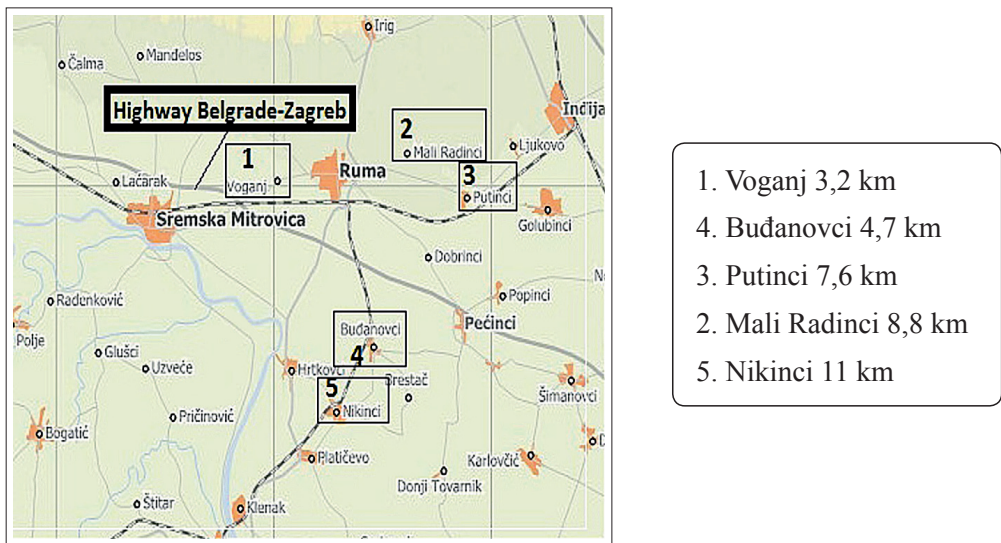 Irig
Manđelos
Čalma
Inđija
Highway Belgrade-Zagreb
2
Mali Radinci
Ljukovo
1
Voganj
Ruma
3
Putinci
Laćarak
Sremska Mitrovica
Golubinci
Dobrinci
Radenković
Popinci
Polje
Pećinci
Buđanovci
4
Glušci
Uzveće
Hrtkovci
Brestač
Šimanovci
5
Nikinci
Pričinović
Bogatić
Platičevo
Karlovčić
Donji Tovarnik
Štitar
Klenak
1. Voganj 3,2 km
4. Buđanovci 4,7 km
3. Putinci 7,6 km
2. Mali Radinci 8,8 km
5. Nikinci 11 km